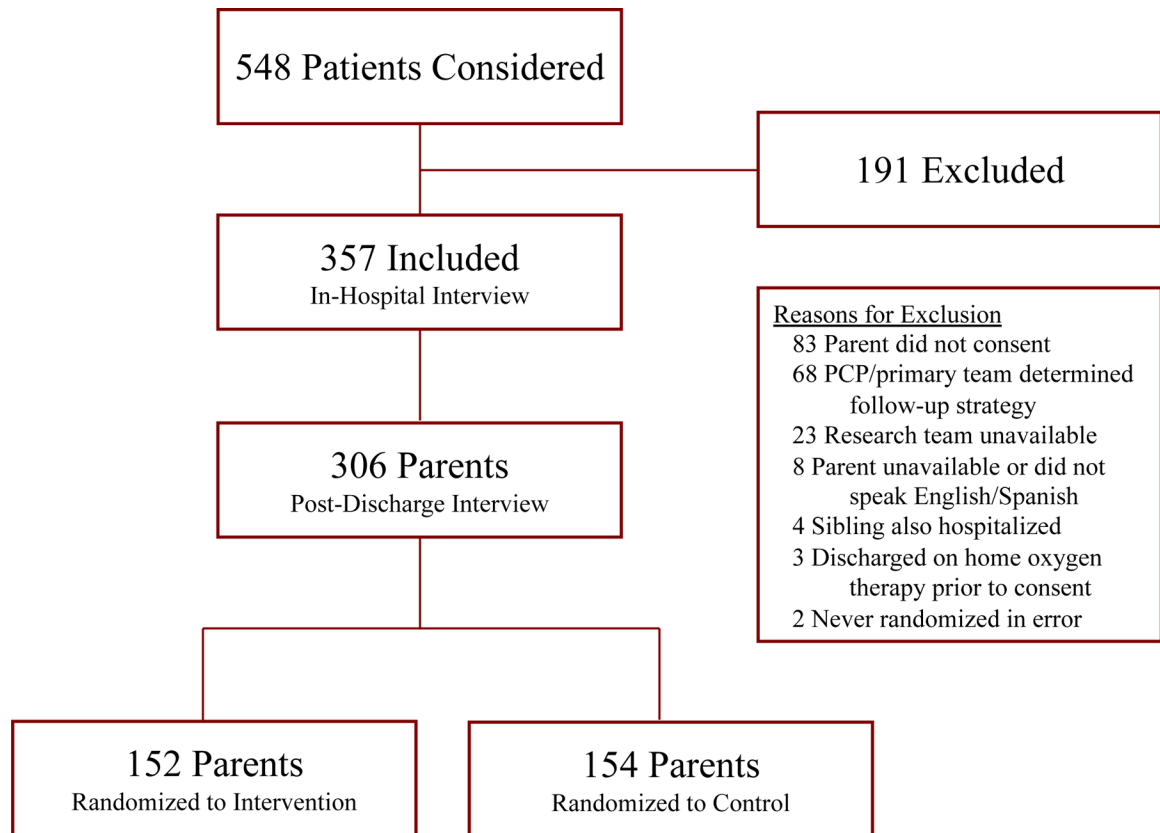 548 Patients Considered
191 Excluded
357 Included
In-Hospital Interview
Reasons for Exclusion
83 Parent did not consent
68 PCP/primary team determined
follow-up strategy
23 Research team unavailable
8 Parent unavailable or did not
speak English/Spanish
4 Sibling also hospitalized
3 Discharged on home oxygen
therapy prior to consent
2 Never randomized in error
306 Parents
Post-Discharge Interview
152 Parents
Randomized to Intervention
154 Parents
Randomized to Control